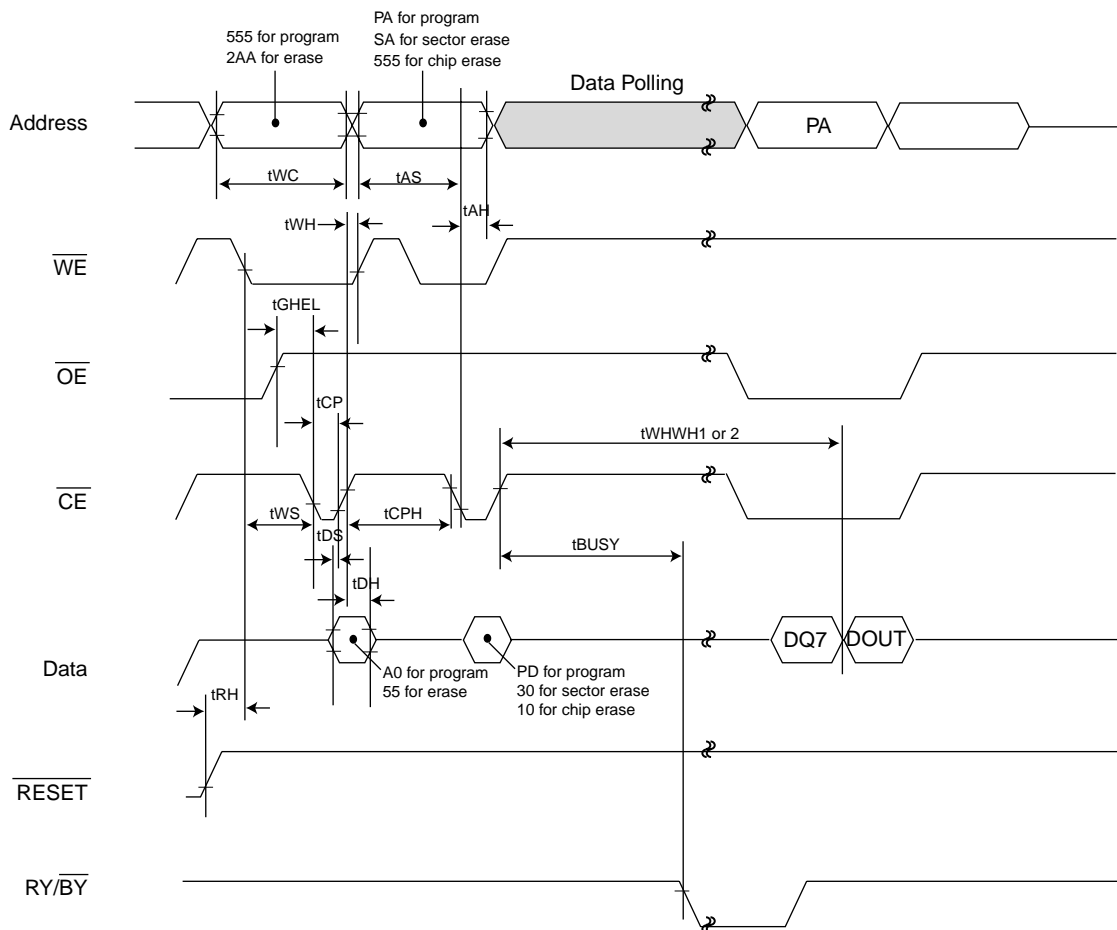 555 for program
2AA for erase
PA for program
SA for sector erase
555 for chip erase
Data Polling
Address
PA
tWC
tAS
tWH
tAH
WE
tGHEL
OE
tCP
tWHWH1 or 2
CE
tWS
tCPH
tDS
tBUSY
tDH
Data
DQ7
DOUT
A0 for program
55 for erase
PD for program
30 for sector erase
10 for chip erase
tRH
RESET
RY/BY